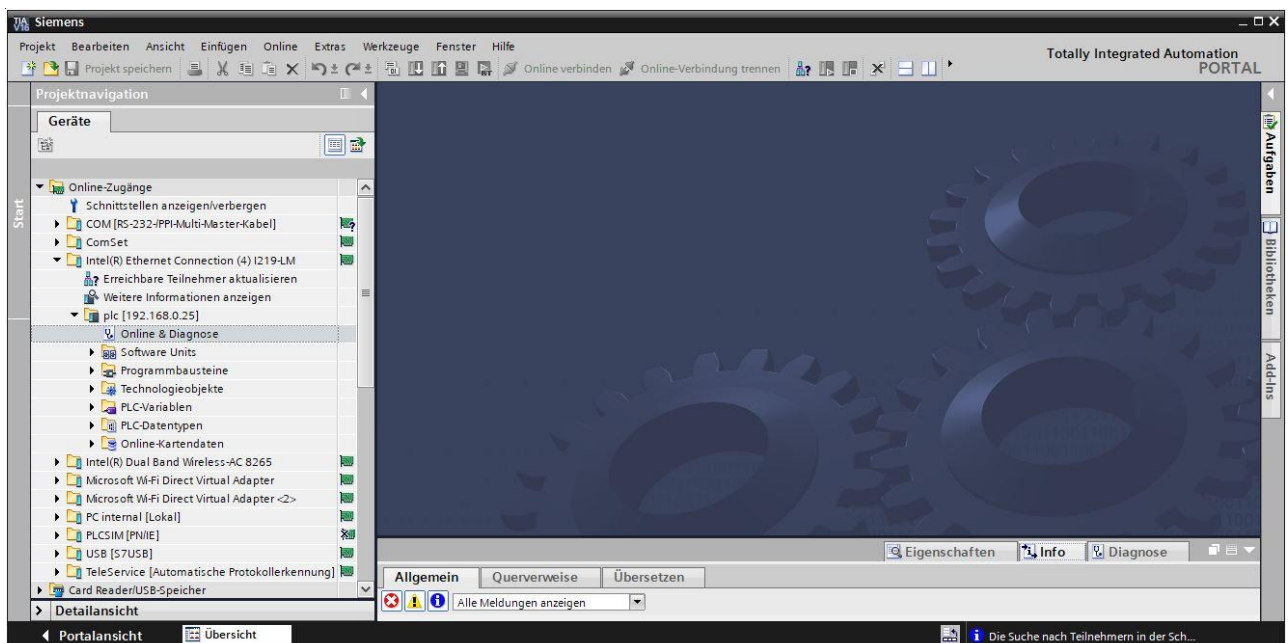 Siemens
Projekt Bearbeiten Ansicht Einfügen Online Extras Werkzeuge Fenster Hilfe
Totally Integrated Automation
PORTAL
Projekt speichern Online verbinden Online-Verbindung trennen
Projektnavigation
Geräte
Start
Online-Zugänge
Schnittstellen anzeigen/verbergen
COM [RS-232-/PPI-Multi-Master-Kabel]
ComSet
Intel(R) Ethernet Connection (4) I219-LM
Erreichbare Teilnehmer aktualisieren
Weitere Informationen anzeigen
plc [192.168.0.25]
Online & Diagnose
Software Units
Programmbausteine
Technologieobjekte
PLC-Variablen
PLC-Datentypen
Online-Kartendaten
Intel(R) Dual Band Wireless-AC 8265
Microsoft Wi-Fi Direct Virtual Adapter
Microsoft Wi-Fi Direct Virtual Adapter <2>
PC internal [Lokal]
PLCSIM [PN/IE]
USB [S7USB]
TeleService [Automatische Protokollerkennung]
Card Reader/USB-Speicher
Detailansicht
Aufgaben
Bibliotheken
Add-Ins
Eigenschaften Info Diagnose
Allgemein Querverweise Übersetzen
Alle Meldungen anzeigen
Portalansicht Übersicht
Die Suche nach Teilnehmern in der Sch...